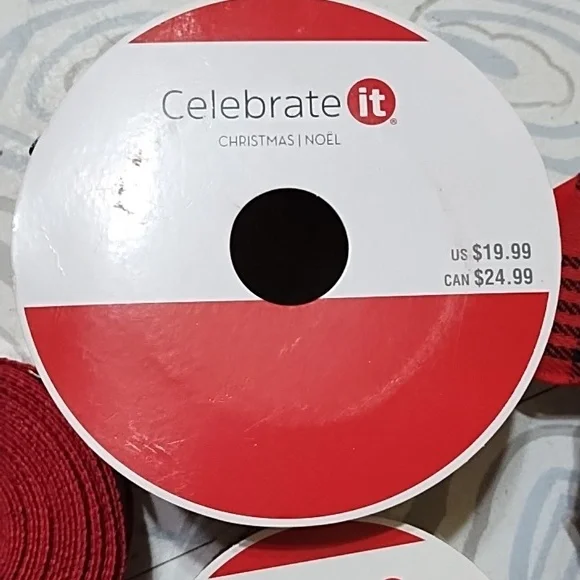 Celebrate it®
CHRISTMAS | NOËL
US $19.99
CAN $24.99